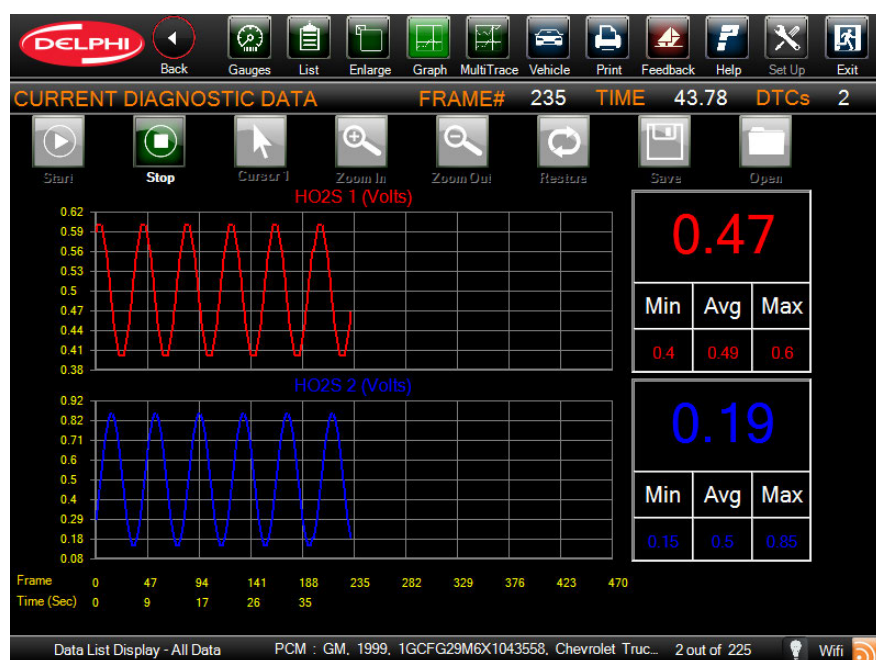 DELPHI
Back Gauges List Enlarge Graph MultiTrace Vehicle Print Feedback Help Set Up Exit
CURRENT DIAGNOSTIC DATA FRAME# 235 TIME 43.78 DTCs 2
Start Stop Cursor 1 Zoom In Zoom Out Restore Save Open
HO2S 1 (Volts)
0.62
0.59
0.56
0.53
0.5
0.47
0.44
0.41
0.38
0.47
Min Avg Max
0.4 0.49 0.6
HO2S 2 (Volts)
0.92
0.82
0.71
0.6
0.5
0.4
0.29
0.18
0.08
0.19
Min Avg Max
0.15 0.5 0.85
Frame 0 47 94 141 188 235 282 329 376 423 470
Time (Sec) 0 9 17 26 35
Data List Display - All Data PCM : GM, 1999, 1GCFG29M6X1043558, Chevrolet Truc... 2 out of 225 Wifi